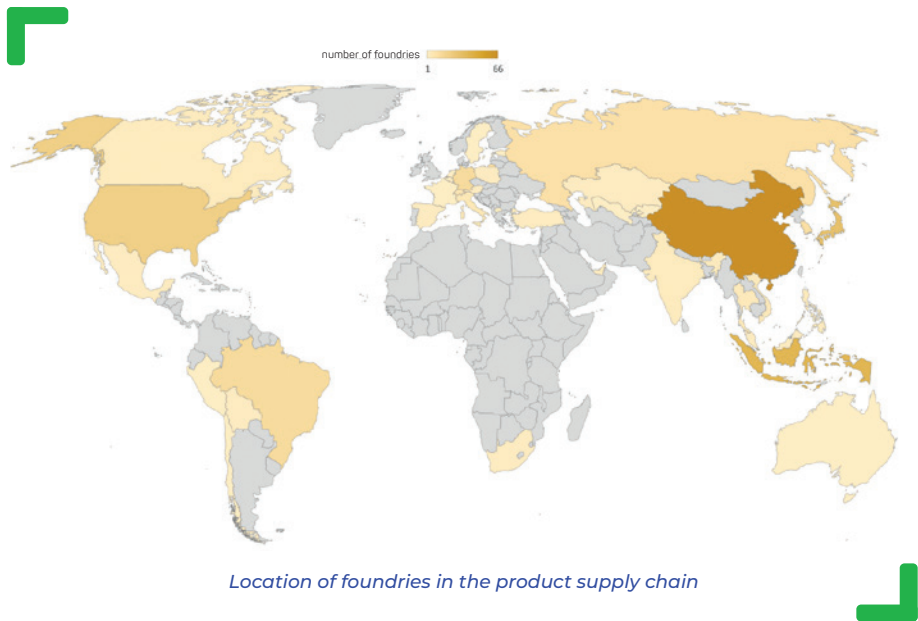 number of foundries
1 66
Location of foundries in the product supply chain